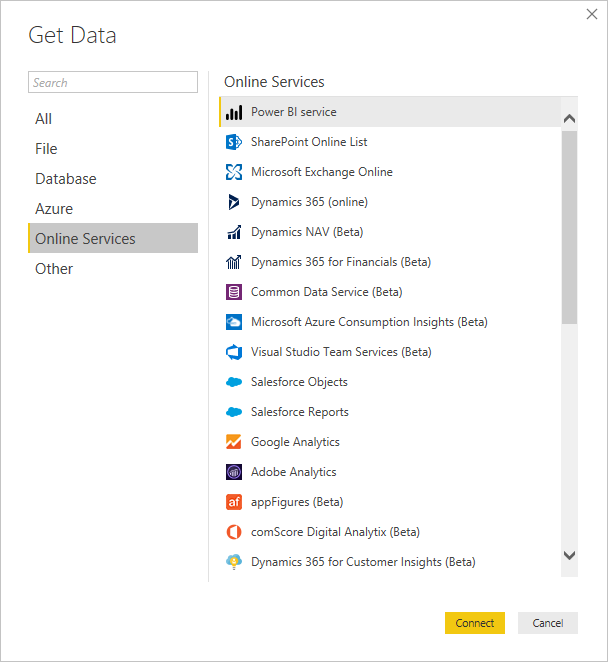 Get Data
Search
All
File
Database
Azure
Online Services
Other
Online Services
Power BI service
SharePoint Online List
Microsoft Exchange Online
Dynamics 365 (online)
Dynamics NAV (Beta)
Dynamics 365 for Financials (Beta)
Common Data Service (Beta)
Microsoft Azure Consumption Insights (Beta)
Visual Studio Team Services (Beta)
Salesforce Objects
Salesforce Reports
Google Analytics
Adobe Analytics
af appFigures (Beta)
comScore Digital Analytix (Beta)
Dynamics 365 for Customer Insights (Beta)
Connect
Cancel